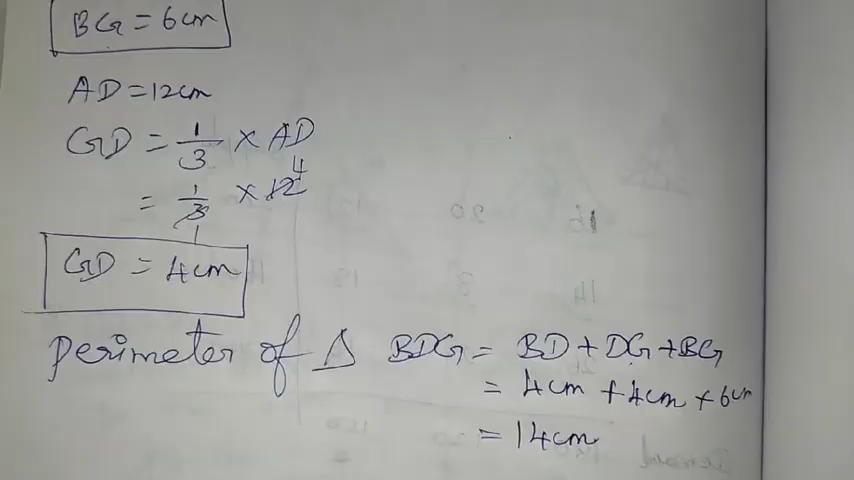 BG = 6cm
AD = 12cm
GD = 1/3 × AD
= 1/3 × 12 4
1
GD = 4cm
Perimeter of Δ BDG = BD + DG + BG
= 4cm + 4cm + 6cm
= 14cm